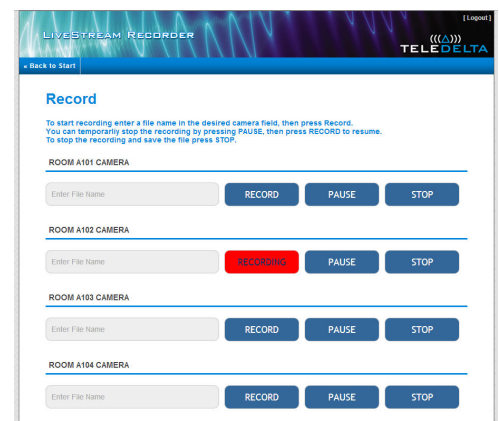 [Logout]
LIVESTREAM RECORDER
(((△)))
TELEDELTA
« Back to Start
Record
To start recording enter a file name in the desired camera field, then press Record.
You can temporarliy stop the recording by pressing PAUSE, then press RECORD to resume.
To stop the recording and save the file press STOP.
ROOM A101 CAMERA
Enter File Name RECORD PAUSE STOP
ROOM A102 CAMERA
Enter File Name RECORDING PAUSE STOP
ROOM A103 CAMERA
Enter File Name RECORD PAUSE STOP
ROOM A104 CAMERA
Enter File Name RECORD PAUSE STOP